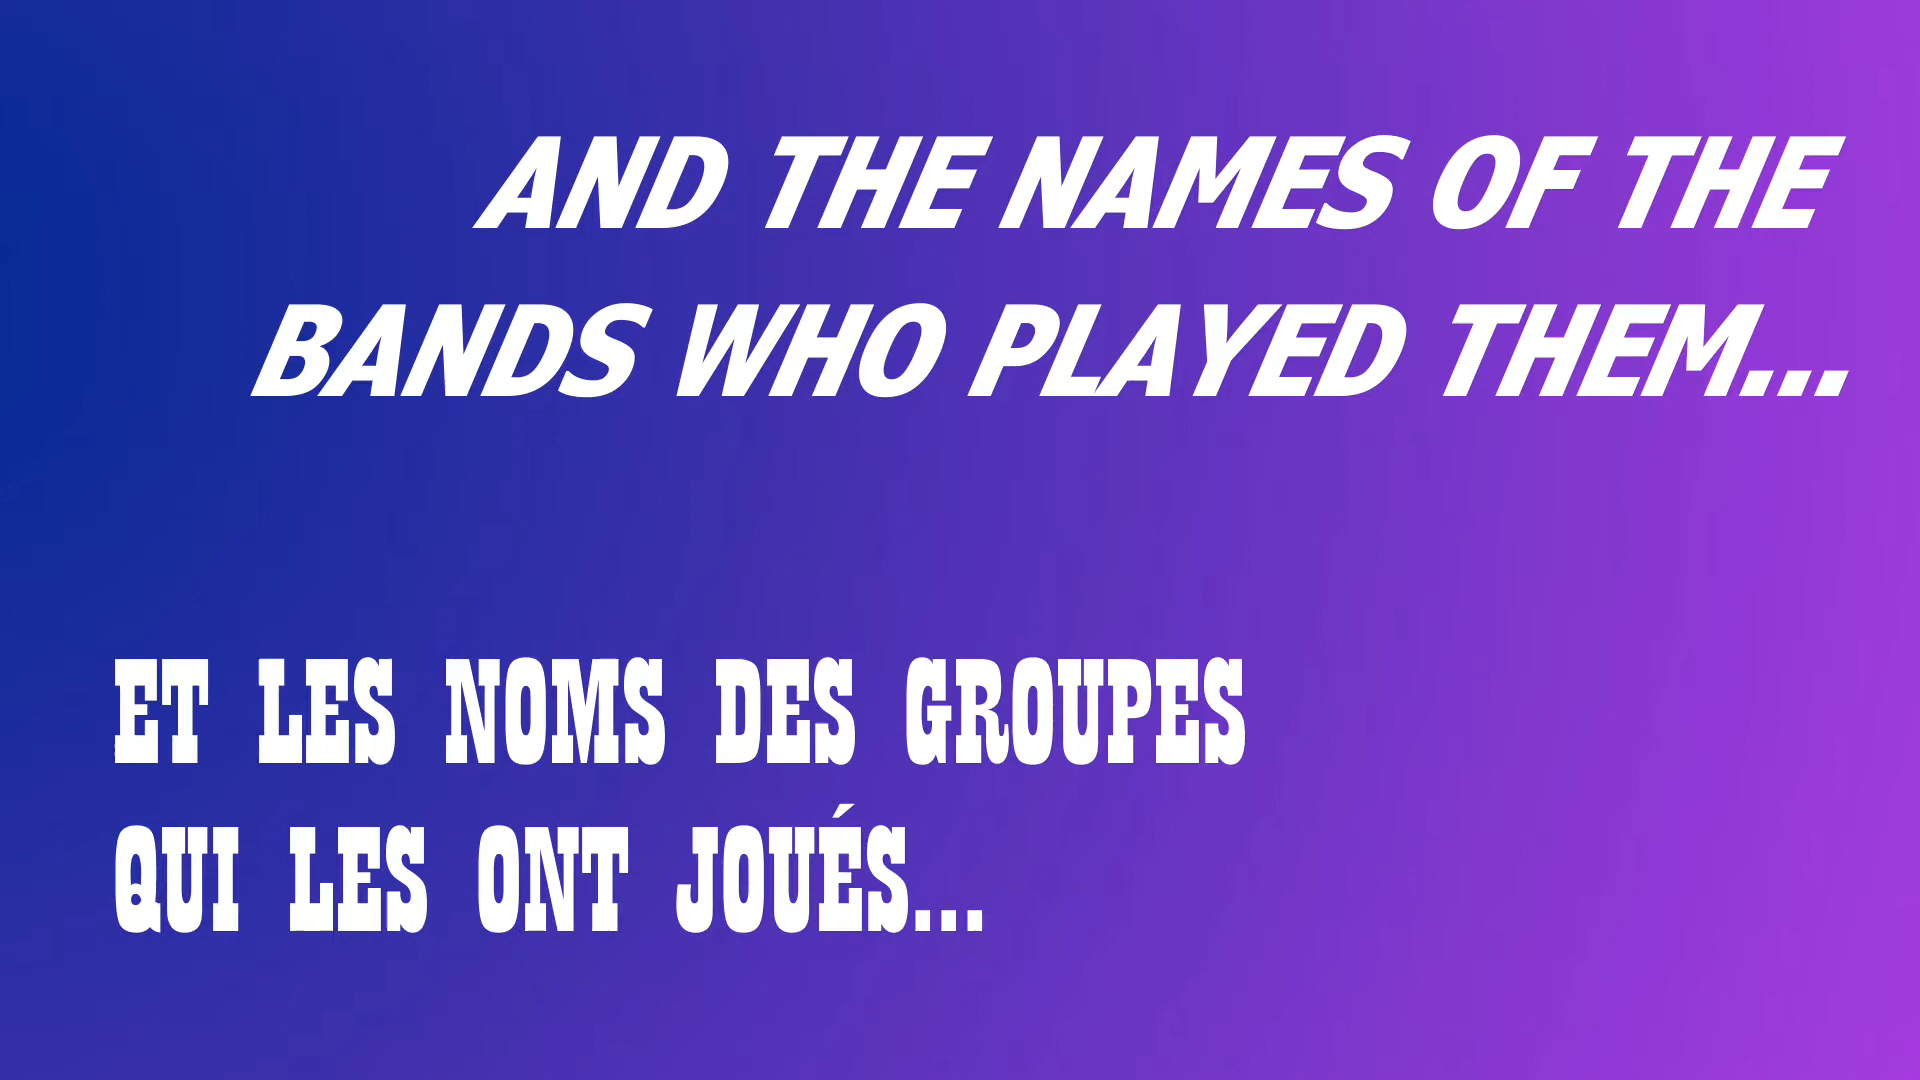 AND THE NAMES OF THE
BANDS WHO PLAYED THEM...
ET LES NOMS DES GROUPES
QUI LES ONT JOUÉS...